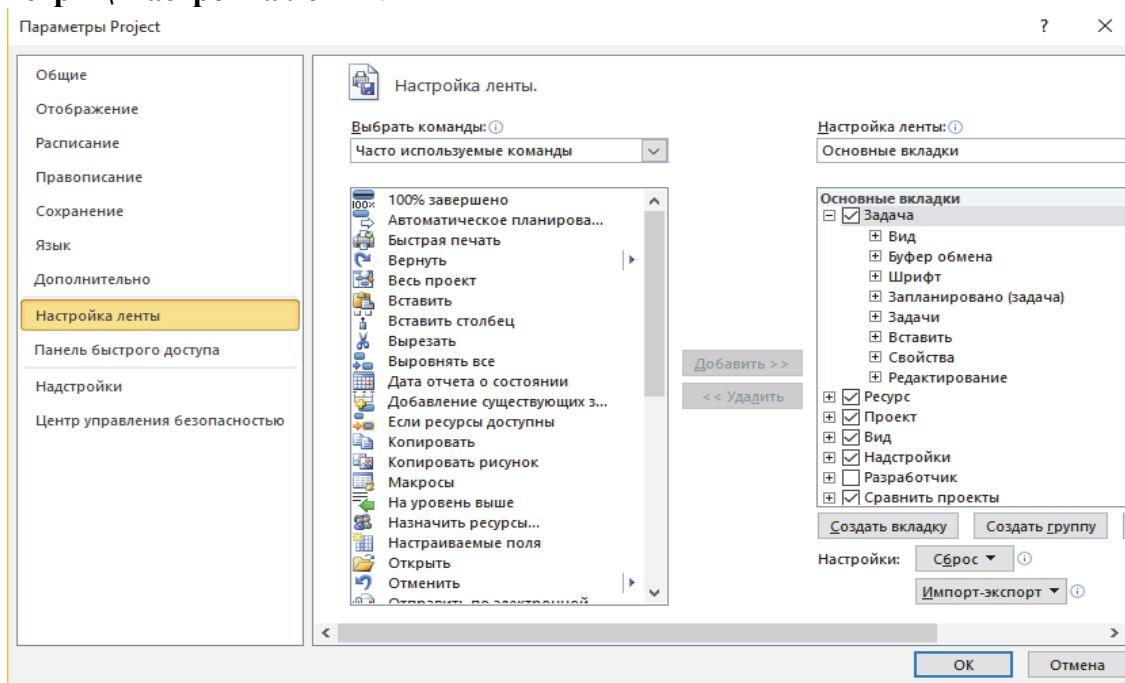 Параметры Project
?
Общие
Отображение
Расписание
Правописание
Сохранение
Язык
Дополнительно
Настройка ленты
Панель быстрого доступа
Надстройки
Центр управления безопасностью
Настройка ленты.
Выбрать команды:
Часто используемые команды
100% завершено
Автоматическое планирова...
Быстрая печать
Вернуть
Весь проект
Вставить
Вставить столбец
Вырезать
Выровнять все
Дата отчета о состоянии
Добавление существующих з...
Если ресурсы доступны
Копировать
Копировать рисунок
Макросы
На уровень выше
Назначить ресурсы...
Настраиваемые поля
Открыть
Отменить
Добавить >>
<< Удалить
Настройка ленты:
Основные вкладки
Основные вкладки
Задача
Вид
Буфер обмена
Шрифт
Запланировано (задача)
Задачи
Вставить
Свойства
Редактирование
Ресурс
Проект
Вид
Надстройки
Разработчик
Сравнить проекты
Создать вкладку Создать группу
Настройки: Сброс
Импорт-экспорт
ОК Отмена